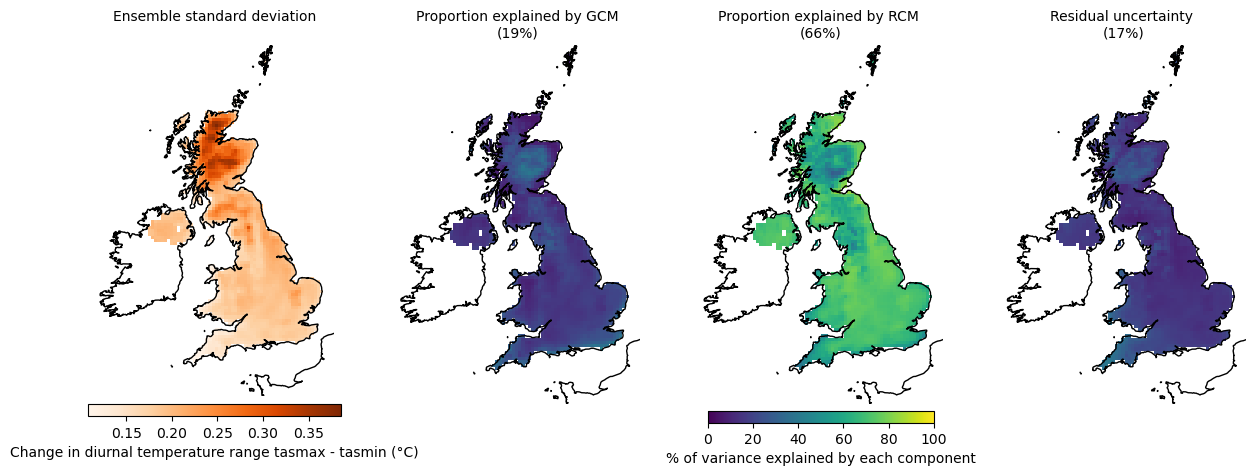 Ensemble standard deviation
Proportion explained by GCM
(19%)
Proportion explained by RCM
(66%)
Residual uncertainty
(17%)
0.15 0.20 0.25 0.30 0.35
Change in diurnal temperature range tasmax - tasmin (°C)
0 20 40 60 80 100
% of variance explained by each component